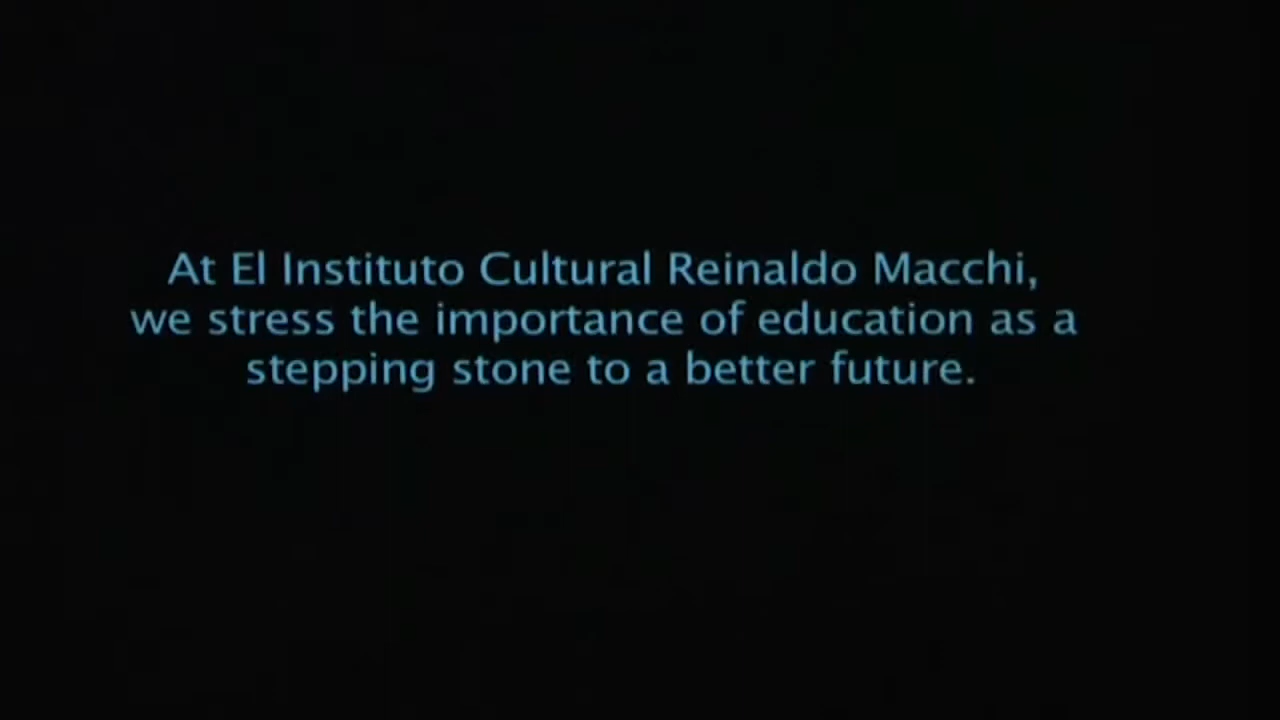 At El Instituto Cultural Reinaldo Macchi,
we stress the importance of education as a
stepping stone to a better future.